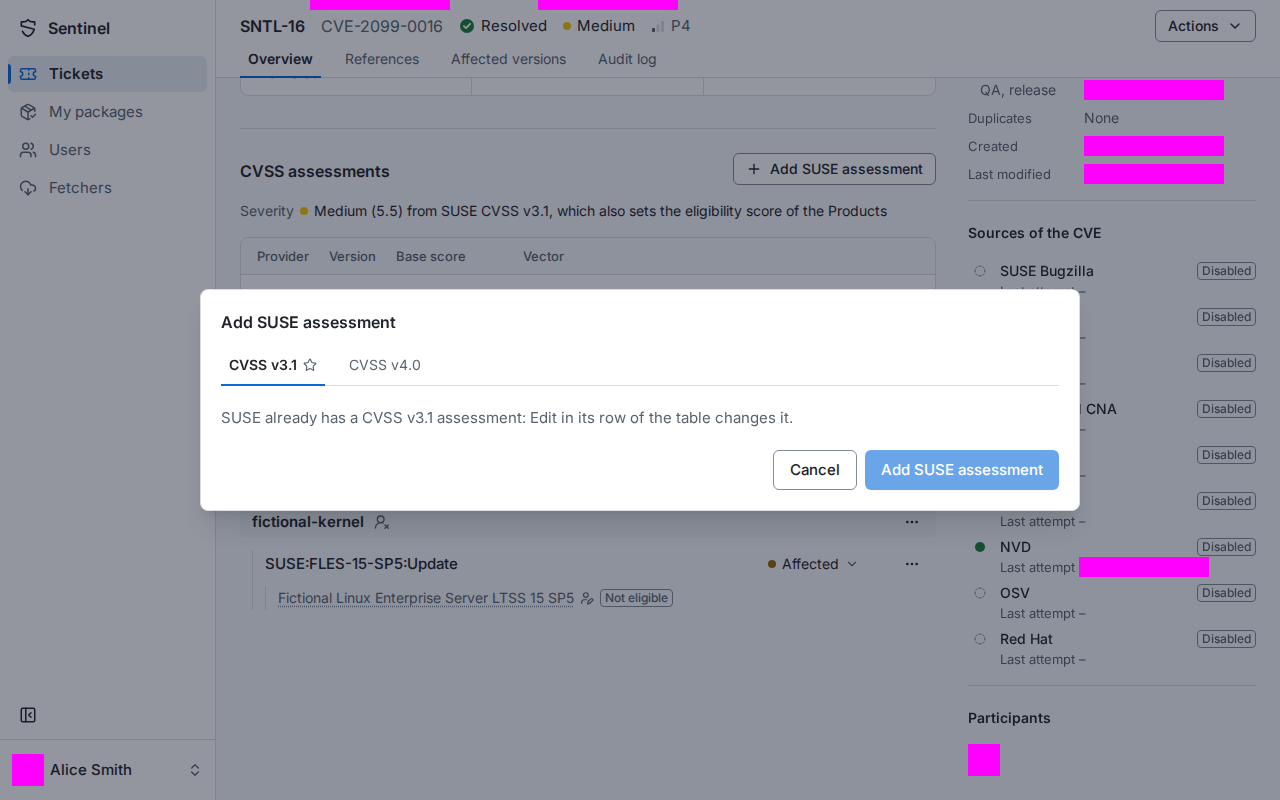 Sentinel
Tickets
My packages
Users
Fetchers
Alice Smith
SNTL-16 CVE-2099-0016 Resolved Medium P4
Actions
Overview References Affected versions Audit log
CVSS assessments
Add SUSE assessment
Severity Medium (5.5) from SUSE CVSS v3.1, which also sets the eligibility score of the Products
Provider Version Base score Vector
Add SUSE assessment
CVSS v3.1 CVSS v4.0
SUSE already has a CVSS v3.1 assessment: Edit in its row of the table changes it.
Cancel Add SUSE assessment
fictional-kernel
SUSE:FLES-15-SP5:Update Affected
Fictional Linux Enterprise Server LTSS 15 SP5 Not eligible
QA, release
Duplicates None
Created
Last modified
Sources of the CVE
SUSE Bugzilla Disabled
Disabled
Disabled
CNA Disabled
Disabled
Disabled
Last attempt –
NVD Disabled
Last attempt
OSV Disabled
Last attempt –
Red Hat Disabled
Last attempt –
Participants